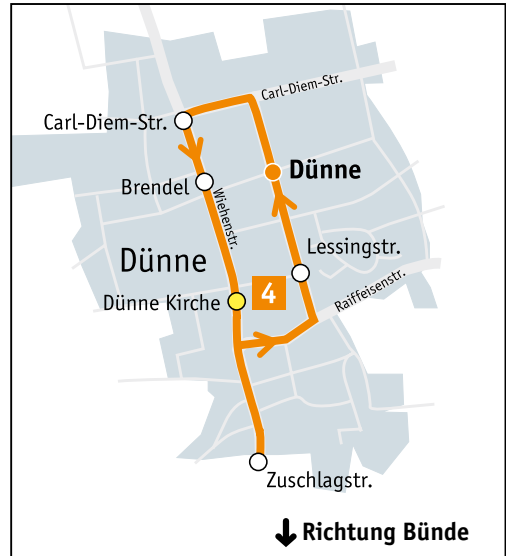 Carl-Diem-Str.
Carl-Diem-Str.
Dünne
Brendel
Wiehenstr.
Dünne
Lessingstr.
Dünne Kirche
4
Raiffeisenstr.
Zuschlagstr.
Richtung Bünde